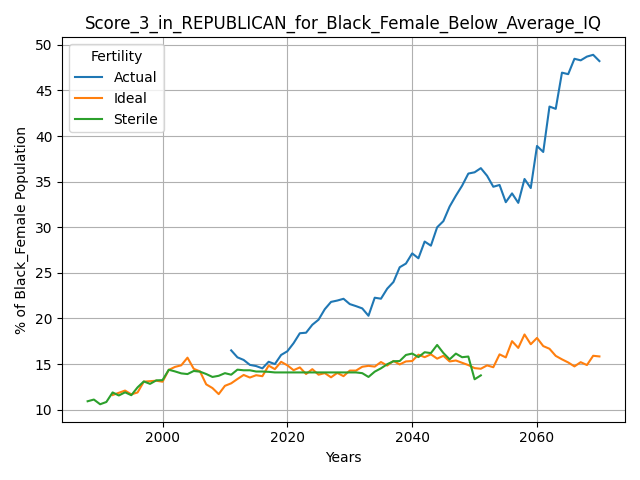 Score_3_in_REPUBLICAN_for_Black_Female_Below_Average_IQ
Fertility
Actual
Ideal
Sterile
% of Black_Female Population
50
45
40
35
30
25
20
15
10
2000 2020 2040 2060
Years